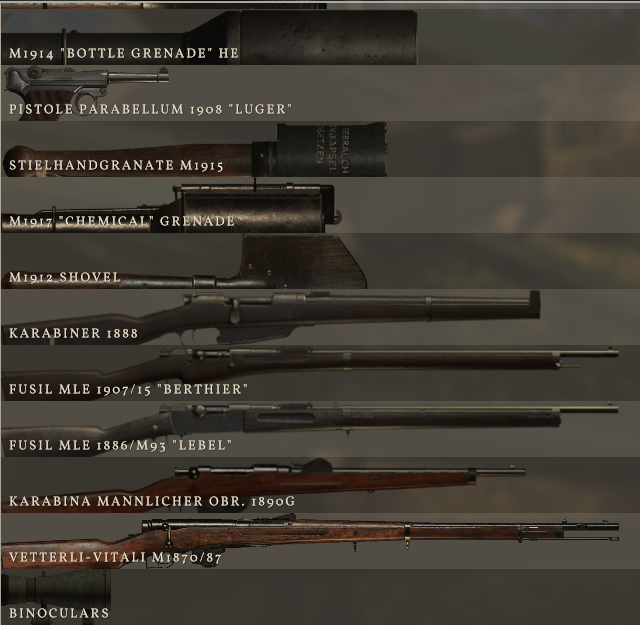 M1914 "BOTTLE GRENADE" HE
PISTOLE PARABELLUM 1908 "LUGER"
GEBRAUCH
STIELHANDGRANATE M1915
M1917 "CHEMICAL" GRENADE
M1912 SHOVEL
KARABINER 1888
FUSIL MLE 1907/15 "BERTHIER"
FUSIL MLE 1886/M93 "LEBEL"
KARABINA MANNLICHER OBR. 1890G
VETTERLI-VITALI M1870/87
BINOCULARS